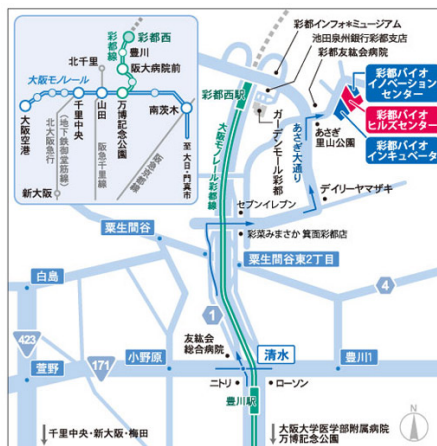 彩都西
豊川
阪大病院前
彩都線
北千里
大阪モノレール
千里中央
山田
万博記念公園
南茨木
大阪空港
(地下鉄御堂筋線)
北大阪急行
阪急千里線
阪急京都線
至 大日・門真市
新大阪
彩都インフォミュージアム
池田泉州銀行彩都支店
彩都友紘会病院
彩都西駅
ガーデンモール彩都
大阪モノレール彩都線
あさぎ大通り
あさぎ
里山公園
彩都バイオ
イノベーション
センター
彩都バイオ
ヒルズセンター
彩都バイオ
インキュベータ
デイリーヤマザキ
セブンイレブン
彩菜みまさか 箕面彩都店
粟生間谷
粟生間谷東2丁目
白島
4
1
423
171
萱野
小野原
友紘会
総合病院
清水
豊川1
ニトリ
ローソン
豊川駅
千里中央・新大阪・梅田
大阪大学医学部附属病院
万博記念公園
N